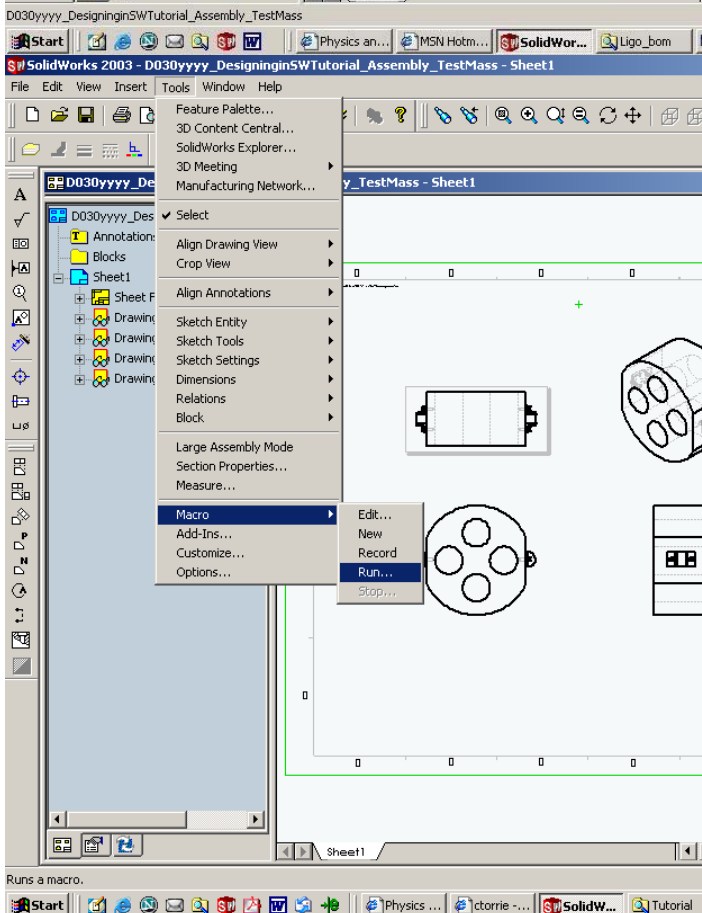 D030yyyy_DesigninginSWTutorial_Assembly_TestMass
Start Physics an... MSN Hotm... SolidWor... Ligo_bom
SolidWorks 2003 - D030yyyy_DesigninginSWTutorial_Assembly_TestMass - Sheet1
File Edit View Insert Tools Window Help
Feature Palette...
3D Content Central...
SolidWorks Explorer...
3D Meeting
Manufacturing Network...
D030yyyy_De y_TestMass - Sheet1
Select
D030yyyy_Des
Annotation
Blocks
Sheet1
Sheet F
Drawing
Drawing
Drawing
Drawing
Align Drawing View
Crop View
Align Annotations
Sketch Entity
Sketch Tools
Sketch Settings
Dimensions
Relations
Block
Large Assembly Mode
Section Properties...
Measure...
Macro
Add-Ins...
Customize...
Options...
Edit...
New
Record
Run...
Stop...
Sheet1
Runs a macro.
Start Physics ... ctorrie -... SolidW... Tutorial